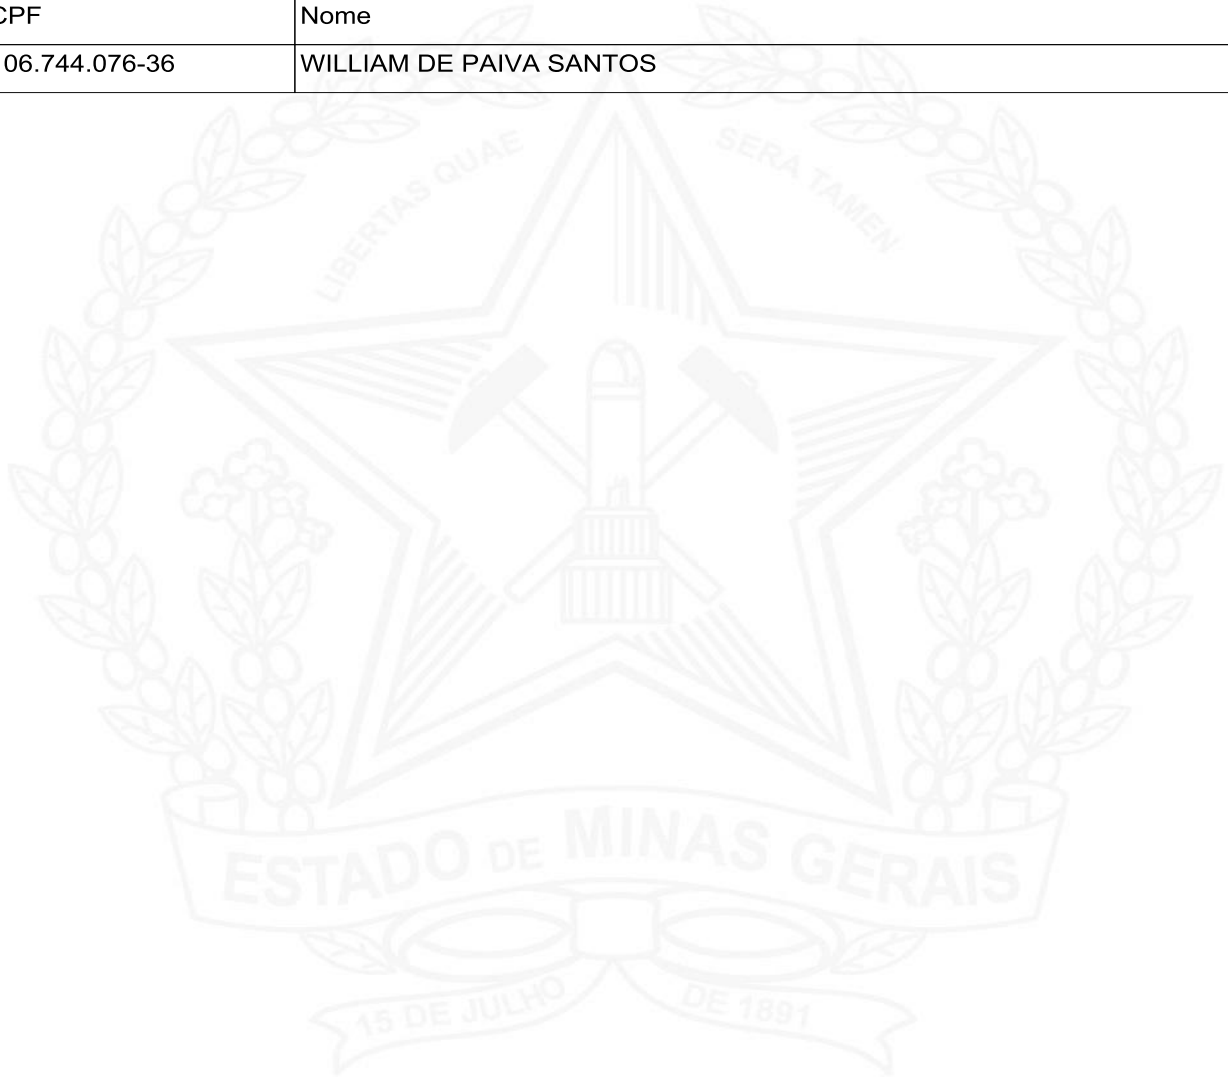 CPF Nome
06.744.076-36 WILLIAM DE PAIVA SANTOS
LIBERTAS QUAE SERA TAMEN
ESTADO DE MINAS GERAIS
15 DE JULHO DE 1891